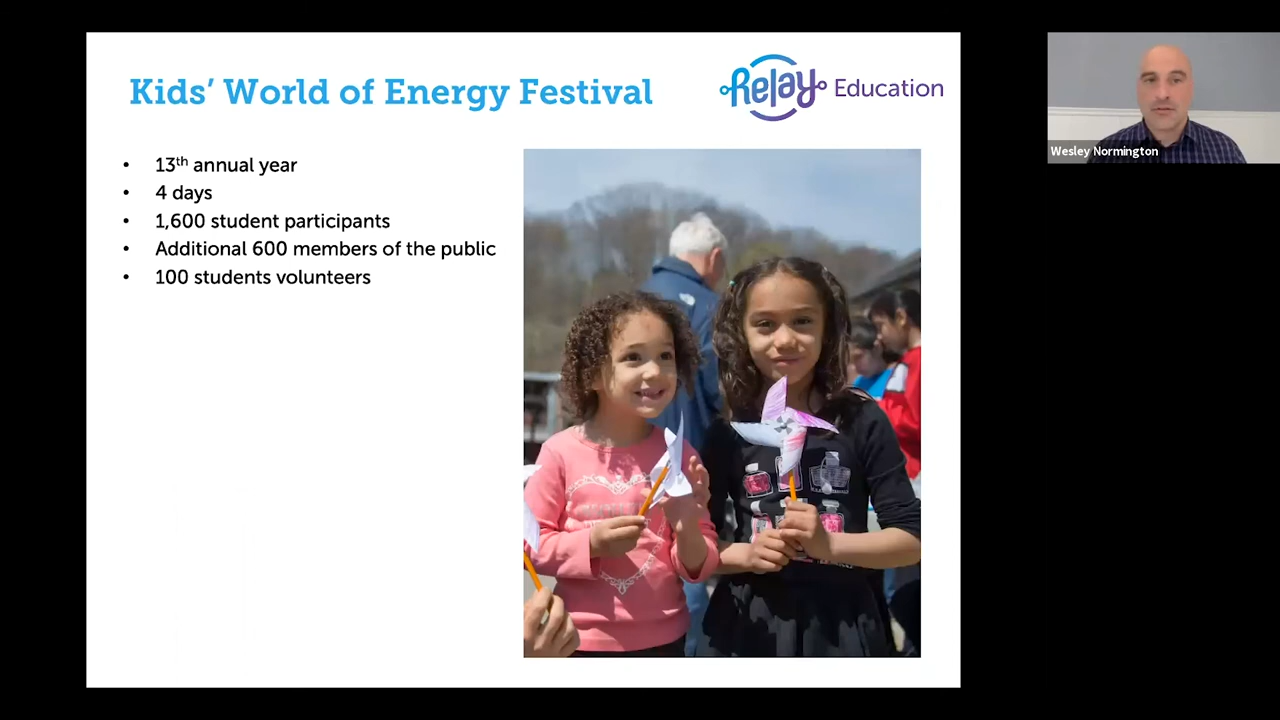 Kids' World of Energy Festival
Relay Education
• 13th annual year
• 4 days
• 1,600 student participants
• Additional 600 members of the public
• 100 students volunteers
Wesley Normington